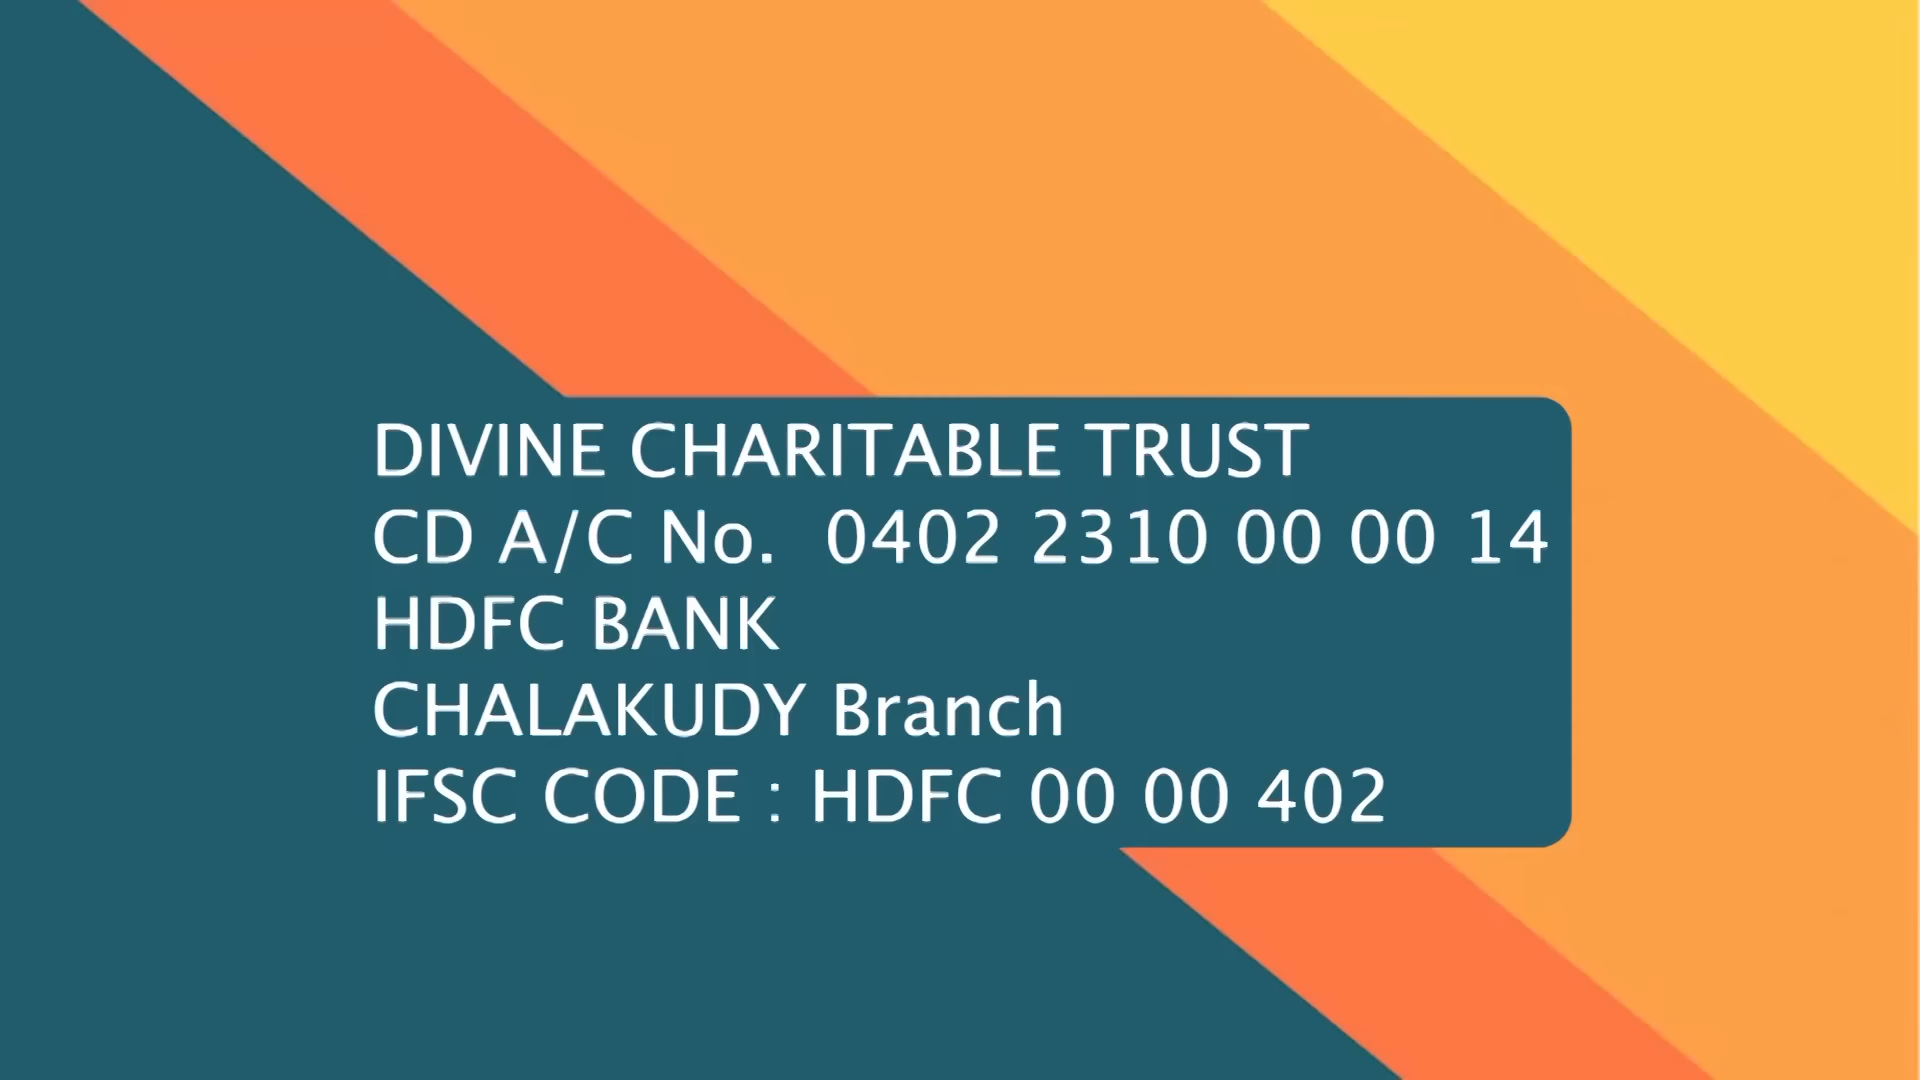 DIVINE CHARITABLE TRUST
CD A/C No.  0402 2310 00 00 14
HDFC BANK
CHALAKUDY Branch
IFSC CODE : HDFC 00 00 402